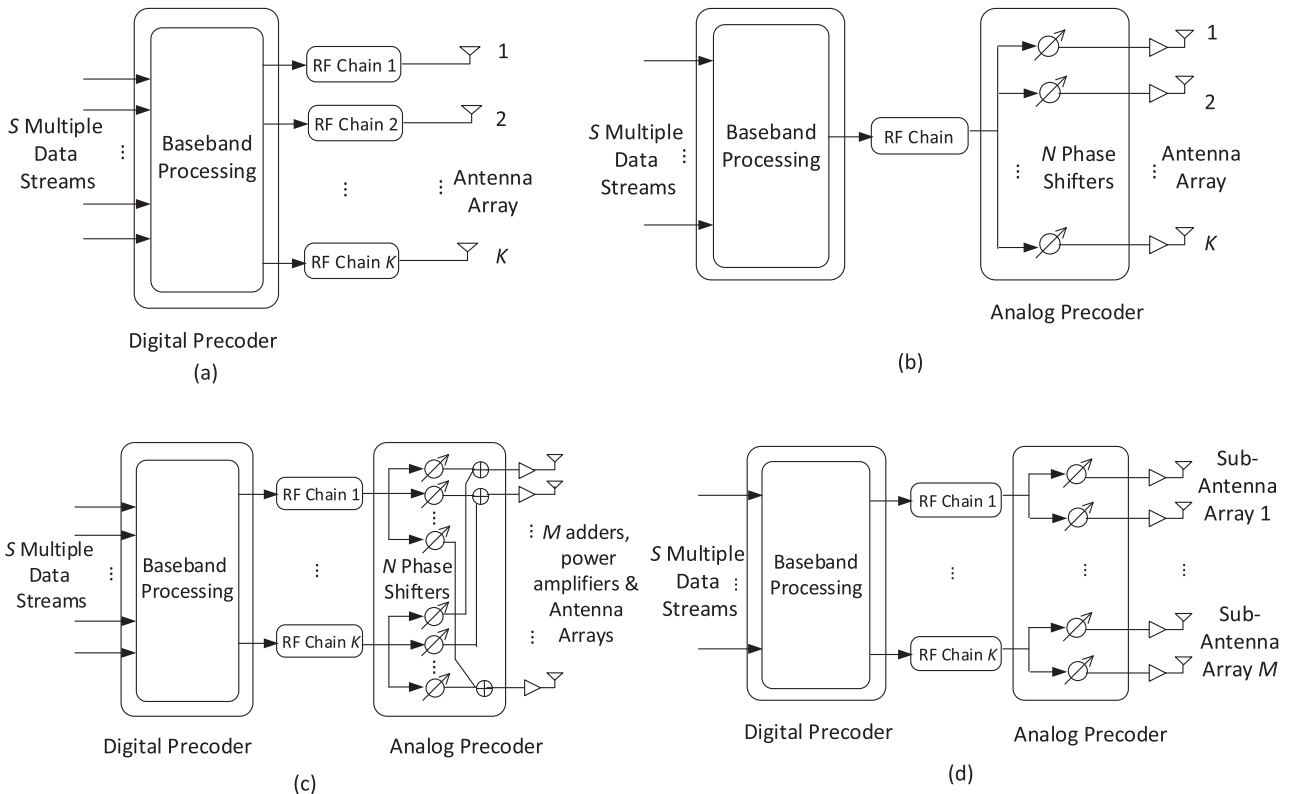 S Multiple
Data
Streams
Baseband
Processing
RF Chain 1
RF Chain 2
RF Chain K
1
2
Antenna
Array
K
Digital Precoder
(a)
S Multiple
Data
Streams
Baseband
Processing
RF Chain
N Phase
Shifters
1
2
Antenna
Array
K
Analog Precoder
(b)
S Multiple
Data
Streams
Baseband
Processing
RF Chain 1
RF Chain K
N Phase
Shifters
M adders,
power
amplifiers &
Antenna
Arrays
Digital Precoder
Analog Precoder
(c)
S Multiple
Data
Streams
Baseband
Processing
RF Chain 1
RF Chain K
Sub-
Antenna
Array 1
Sub-
Antenna
Array M
Digital Precoder
Analog Precoder
(d)